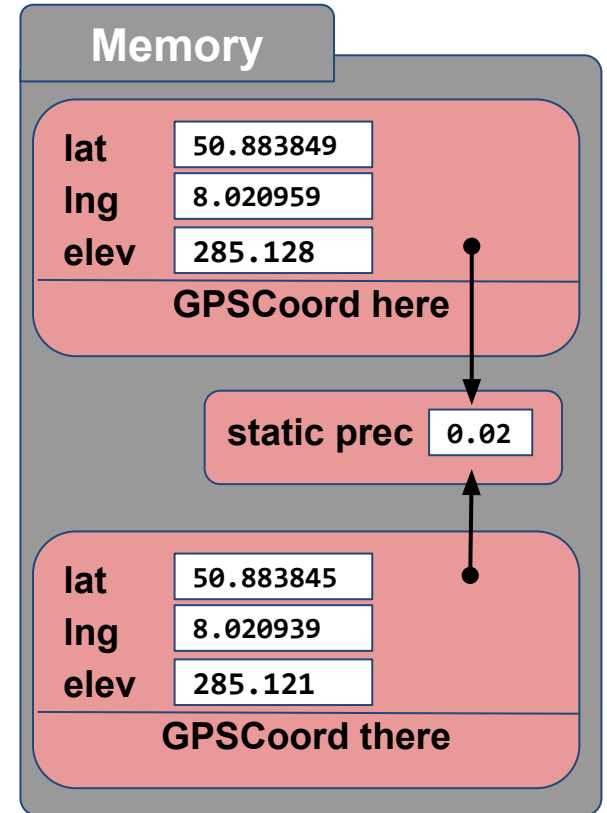 Memory
lat 50.883849
lng 8.020959
elev 285.128
GPSCoord here
static prec 0.02
lat 50.883845
lng 8.020939
elev 285.121
GPSCoord there